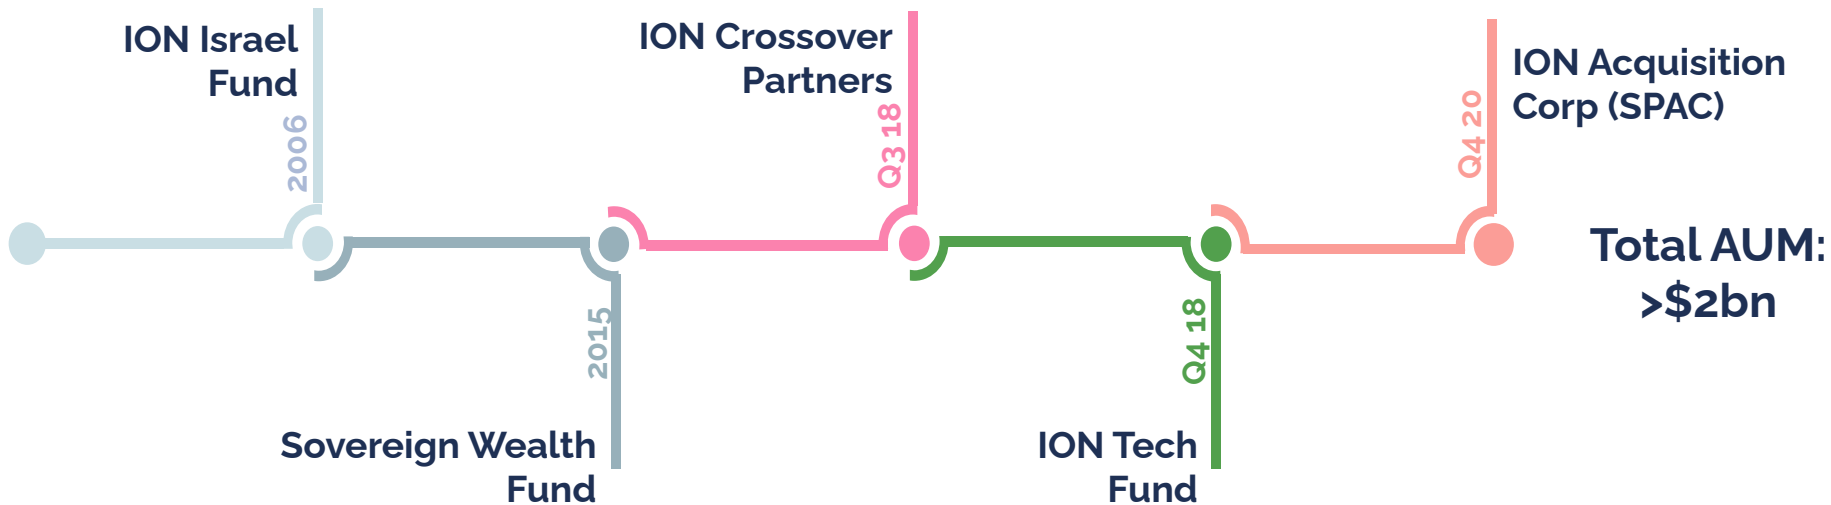 ION Israel
Fund
2006
Sovereign Wealth
Fund
2015
ION Crossover
Partners
Q3 18
ION Tech
Fund
Q4 18
ION Acquisition
Corp (SPAC)
Q4 20
Total AUM:
>$2bn